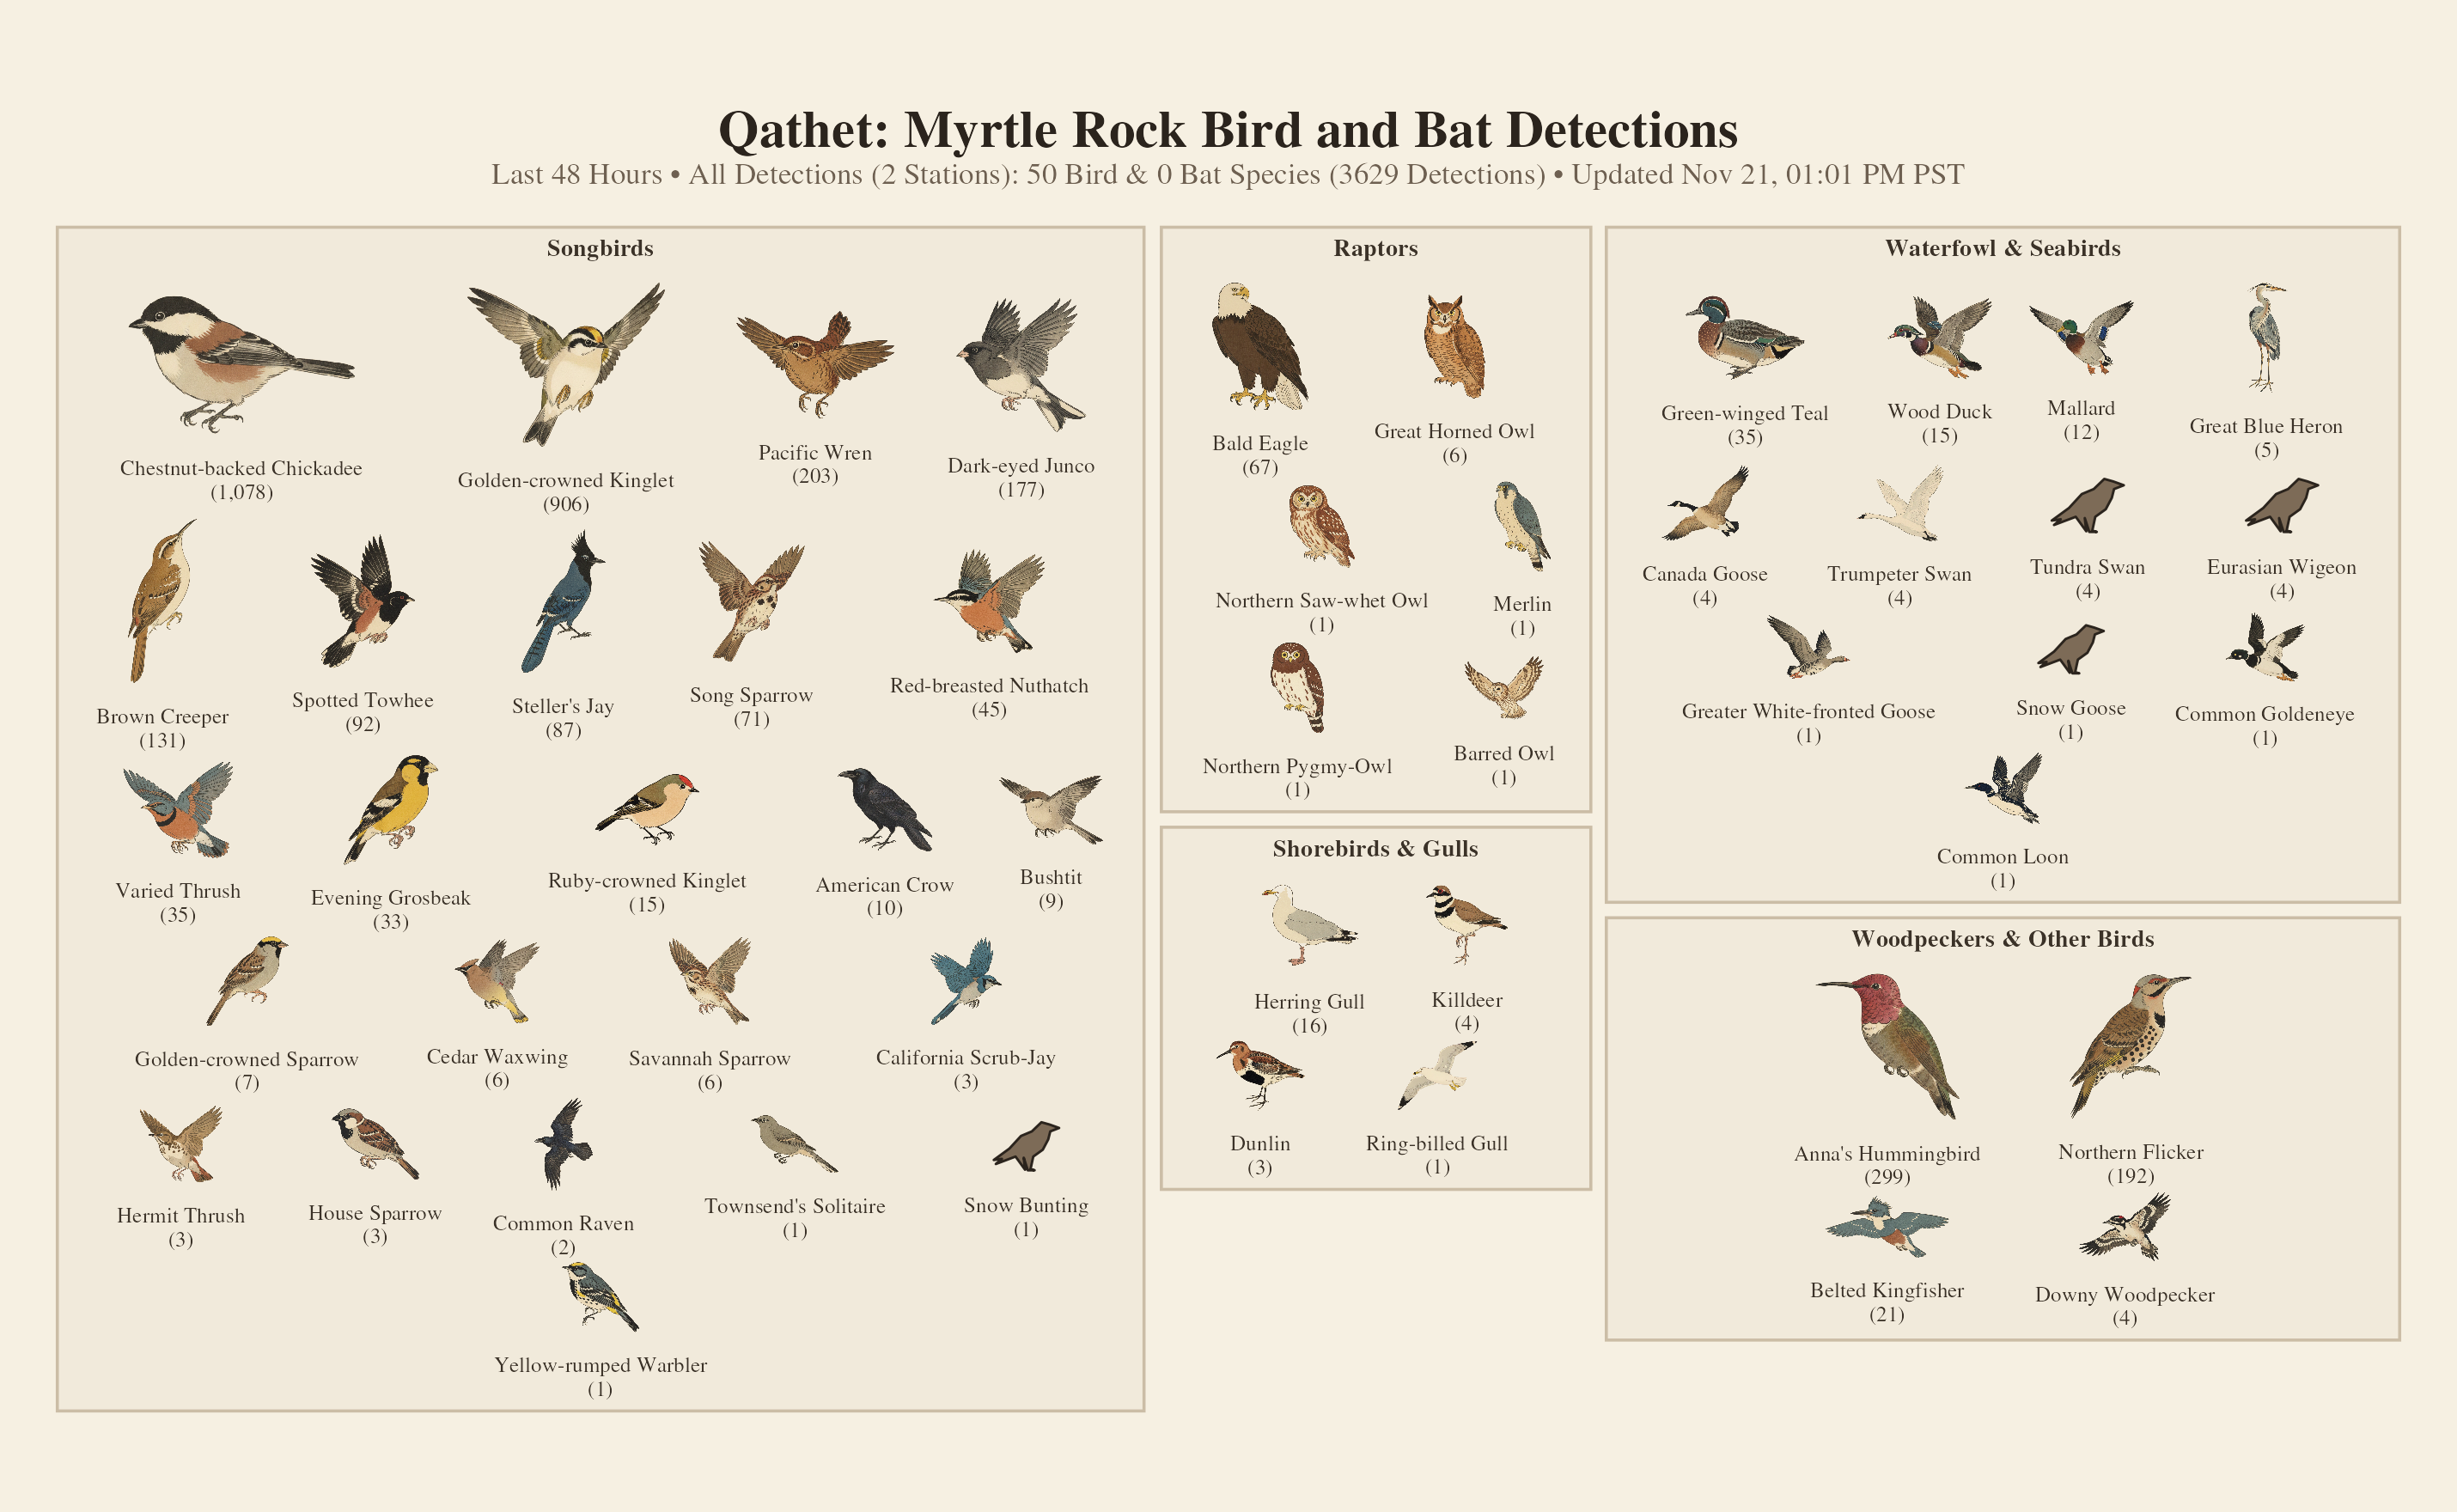 Qathet: Myrtle Rock Bird and Bat Detections
Last 48 Hours • All Detections (2 Stations): 50 Bird & 0 Bat Species (3629 Detections) • Updated Nov 21, 01:01 PM PST
Songbirds
Chestnut-backed Chickadee
(1,078)
Golden-crowned Kinglet
(906)
Pacific Wren
(203)
Dark-eyed Junco
(177)
Brown Creeper
(131)
Spotted Towhee
(92)
Steller's Jay
(87)
Song Sparrow
(71)
Red-breasted Nuthatch
(45)
Varied Thrush
(35)
Evening Grosbeak
(33)
Ruby-crowned Kinglet
(15)
American Crow
(10)
Bushtit
(9)
Golden-crowned Sparrow
(7)
Cedar Waxwing
(6)
Savannah Sparrow
(6)
California Scrub-Jay
(3)
Hermit Thrush
(3)
House Sparrow
(3)
Common Raven
(2)
Townsend's Solitaire
(1)
Snow Bunting
(1)
Yellow-rumped Warbler
(1)
Raptors
Bald Eagle
(67)
Great Horned Owl
(6)
Northern Saw-whet Owl
(1)
Merlin
(1)
Northern Pygmy-Owl
(1)
Barred Owl
(1)
Shorebirds & Gulls
Herring Gull
(16)
Killdeer
(4)
Dunlin
(3)
Ring-billed Gull
(1)
Waterfowl & Seabirds
Green-winged Teal
(35)
Wood Duck
(15)
Mallard
(12)
Great Blue Heron
(5)
Canada Goose
(4)
Trumpeter Swan
(4)
Tundra Swan
(4)
Eurasian Wigeon
(4)
Greater White-fronted Goose
(1)
Snow Goose
(1)
Common Goldeneye
(1)
Common Loon
(1)
Woodpeckers & Other Birds
Anna's Hummingbird
(299)
Northern Flicker
(192)
Belted Kingfisher
(21)
Downy Woodpecker
(4)